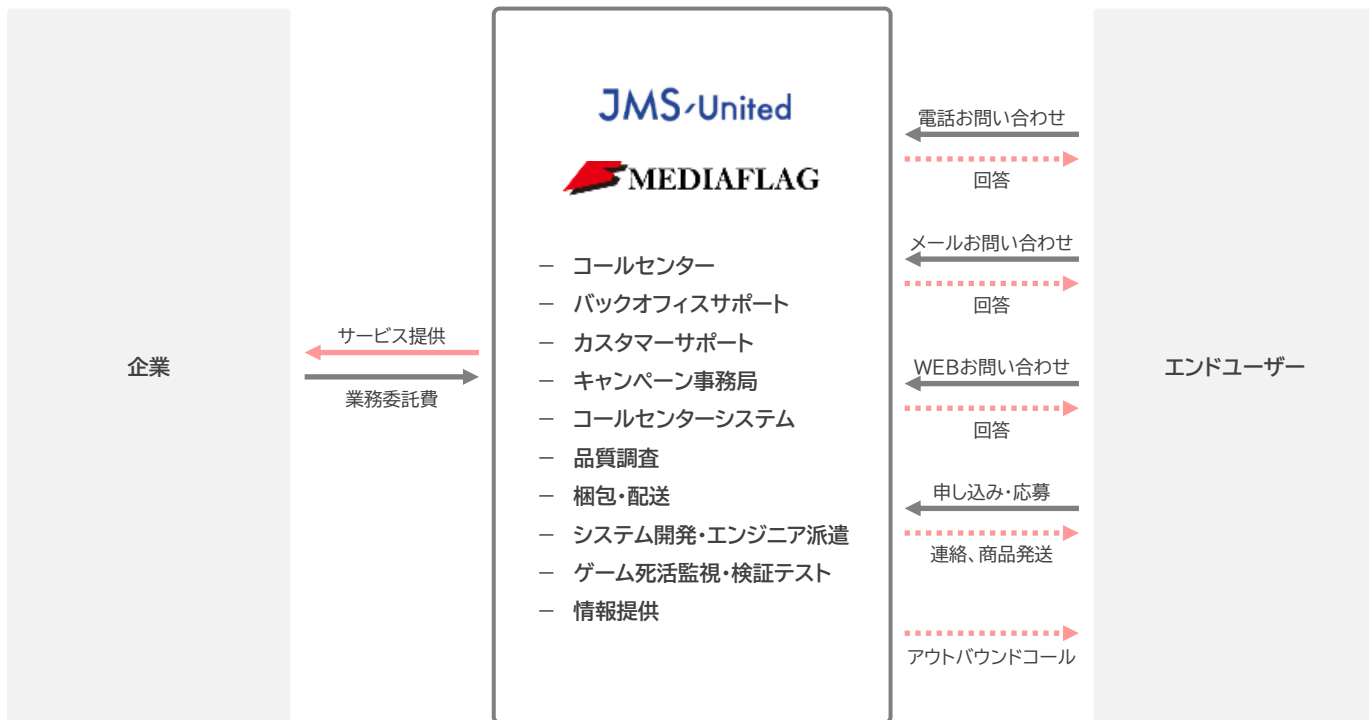 企業
サービス提供
業務委託費
JMS United
MEDIAFLAG
－ コールセンター
－ バックオフィスサポート
－ カスタマーサポート
－ キャンペーン事務局
－ コールセンターシステム
－ 品質調査
－ 梱包・配送
－ システム開発・エンジニア派遣
－ ゲーム死活監視・検証テスト
－ 情報提供
電話お問い合わせ
回答
メールお問い合わせ
回答
WEBお問い合わせ
回答
申し込み・応募
連絡、商品発送
アウトバウンドコール
エンドユーザー